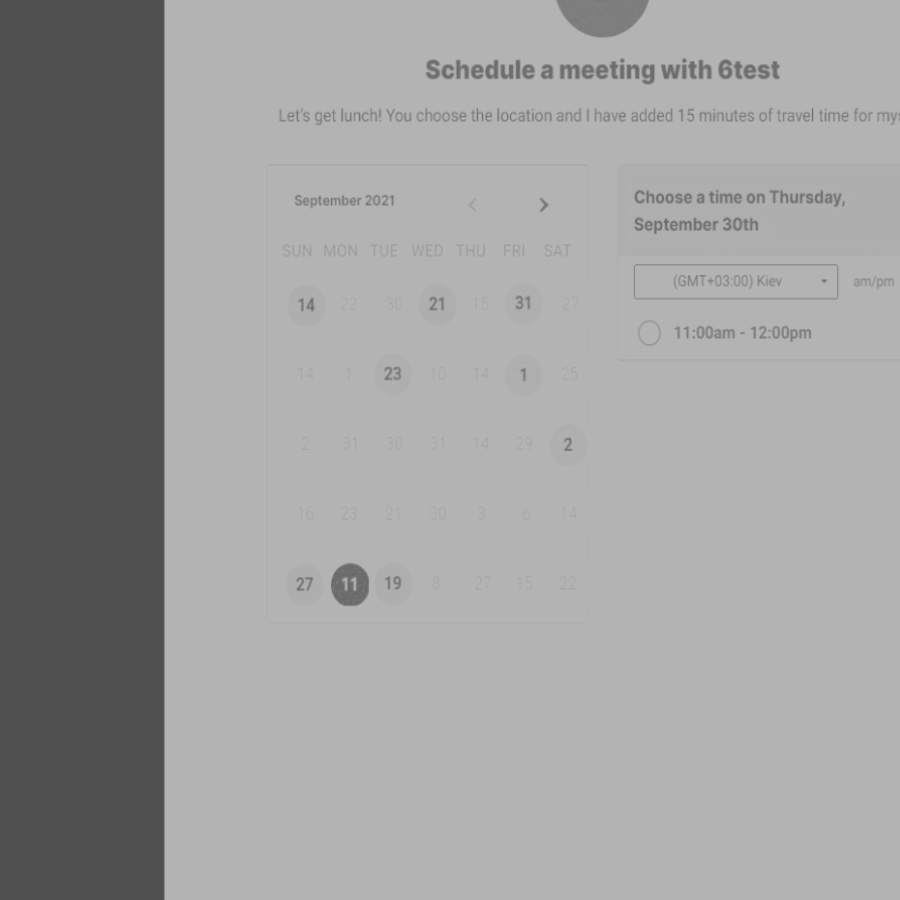 Schedule a meeting with 6test
Let's get lunch! You choose the location and I have added 15 minutes of travel time for mys
September 2021
SUN MON TUE WED THU FRI SAT
14 22 30 21 15 31 27
14 1 23 10 14 1 25
2 31 30 31 14 29 2
16 23 21 30 3 6 14
27 11 19 8 27 15 22
Choose a time on Thursday,
September 30th
(GMT+03:00) Kiev am/pm
11:00am - 12:00pm